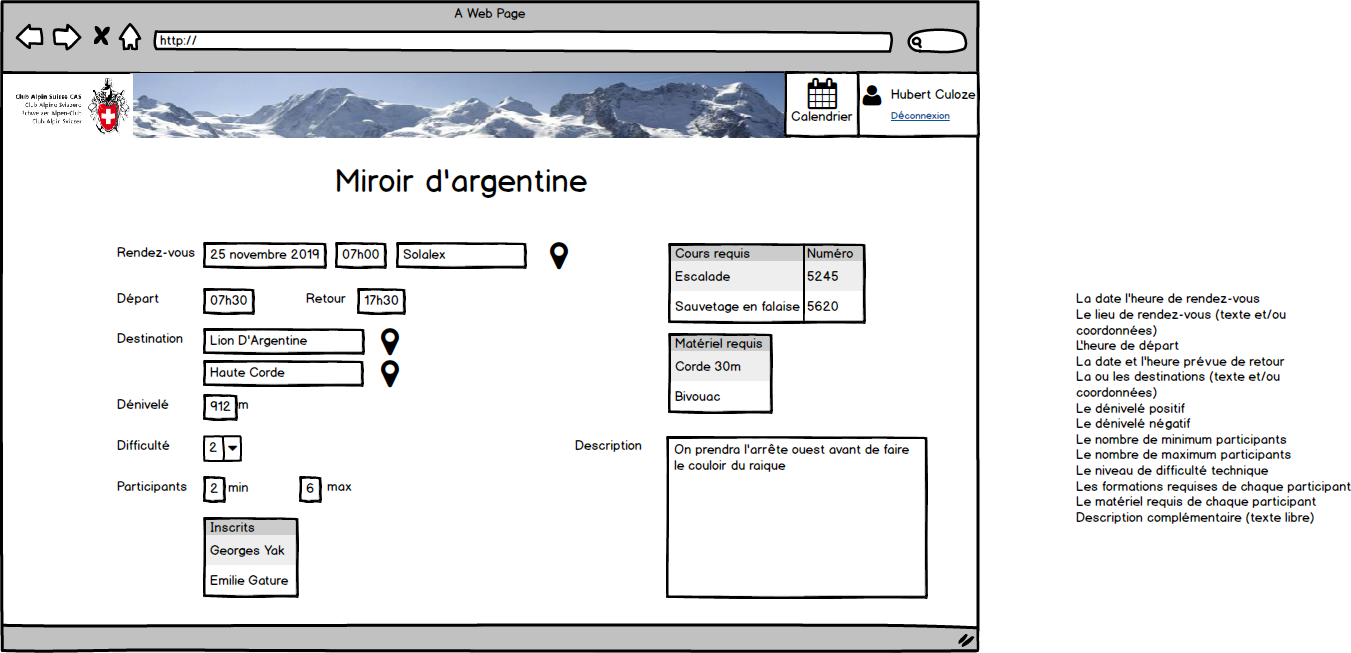 A Web Page
http://
Club Alpin Suisse CAS
Club Alpino Svizzero
Schweizer Alpen-Club
Club Alpin Svizzer
Calendrier
Hubert Culoze
Déconnexion
Miroir d'argentine
Rendez-vous 25 novembre 2019 07h00 Solalex
Départ 07h30 Retour 17h30
Destination Lion D'Argentine
Haute Corde
Dénivelé 912 m
Difficulté 2
Participants 2 min 6 max
Inscrits
Georges Yak
Emilie Gature
Cours requis Numéro
Escalade 5245
Sauvetage en falaise 5620
Matériel requis
Corde 30m
Bivouac
Description
On prendra l'arrête ouest avant de faire
le couloir du raique
La date l'heure de rendez-vous
Le lieu de rendez-vous (texte et/ou
coordonnées)
L'heure de départ
La date et l'heure prévue de retour
La ou les destinations (texte et/ou
coordonnées)
Le dénivelé positif
Le dénivelé négatif
Le nombre de minimum participants
Le nombre de maximum participants
Le niveau de difficulté technique
Les formations requises de chaque participant
Le matériel requis de chaque participant
Description complémentaire (texte libre)